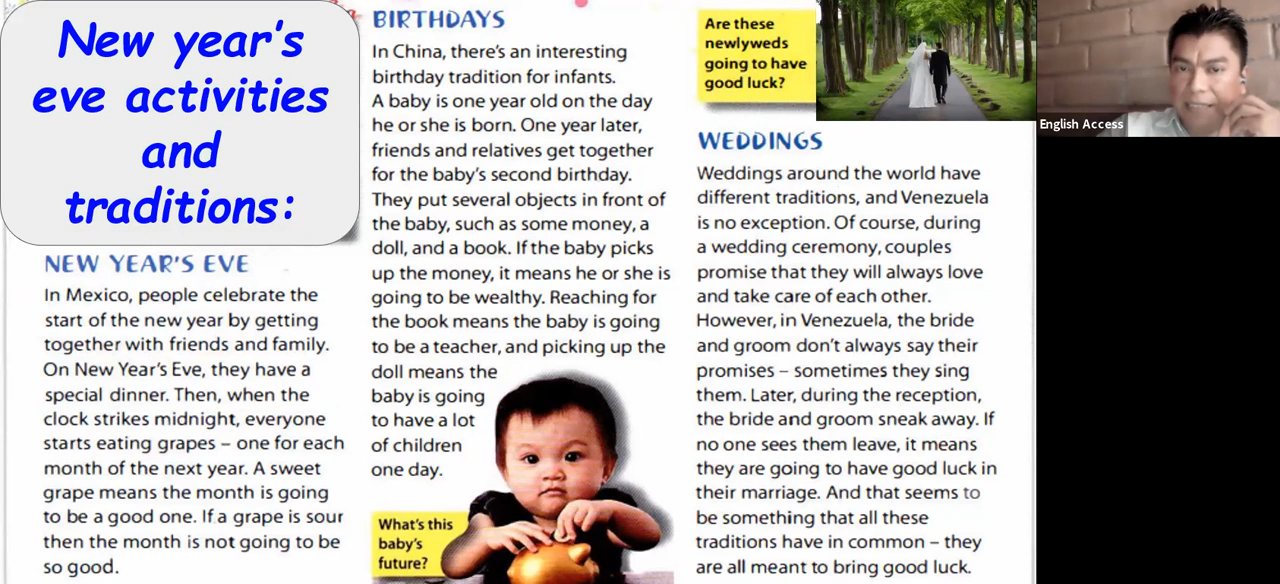 New year's
eve activities
and
traditions:
NEW YEAR'S EVE
In Mexico, people celebrate the
start of the new year by getting
together with friends and family.
On New Year's Eve, they have a
special dinner. Then, when the
clock strikes midnight, everyone
starts eating grapes – one for each
month of the next year. A sweet
grape means the month is going
to be a good one. If a grape is sour
then the month is not going to be
so good.
BIRTHDAYS
In China, there's an interesting
birthday tradition for infants.
A baby is one year old on the day
he or she is born. One year later,
friends and relatives get together
for the baby's second birthday.
They put several objects in front of
the baby, such as some money, a
doll, and a book. If the baby picks
up the money, it means he or she is
going to be wealthy. Reaching for
the book means the baby is going
to be a teacher, and picking up the
doll means the
baby is going
to have a lot
of children
one day.
What's this
baby's
future?
Are these
newlyweds
going to have
good luck?
WEDDINGS
Weddings around the world have
different traditions, and Venezuela
is no exception. Of course, during
a wedding ceremony, couples
promise that they will always love
and take care of each other.
However, in Venezuela, the bride
and groom don't always say their
promises – sometimes they sing
them. Later, during the reception,
the bride and groom sneak away. If
no one sees them leave, it means
they are going to have good luck in
their marriage. And that seems to
be something that all these
traditions have in common – they
are all meant to bring good luck.
English Access